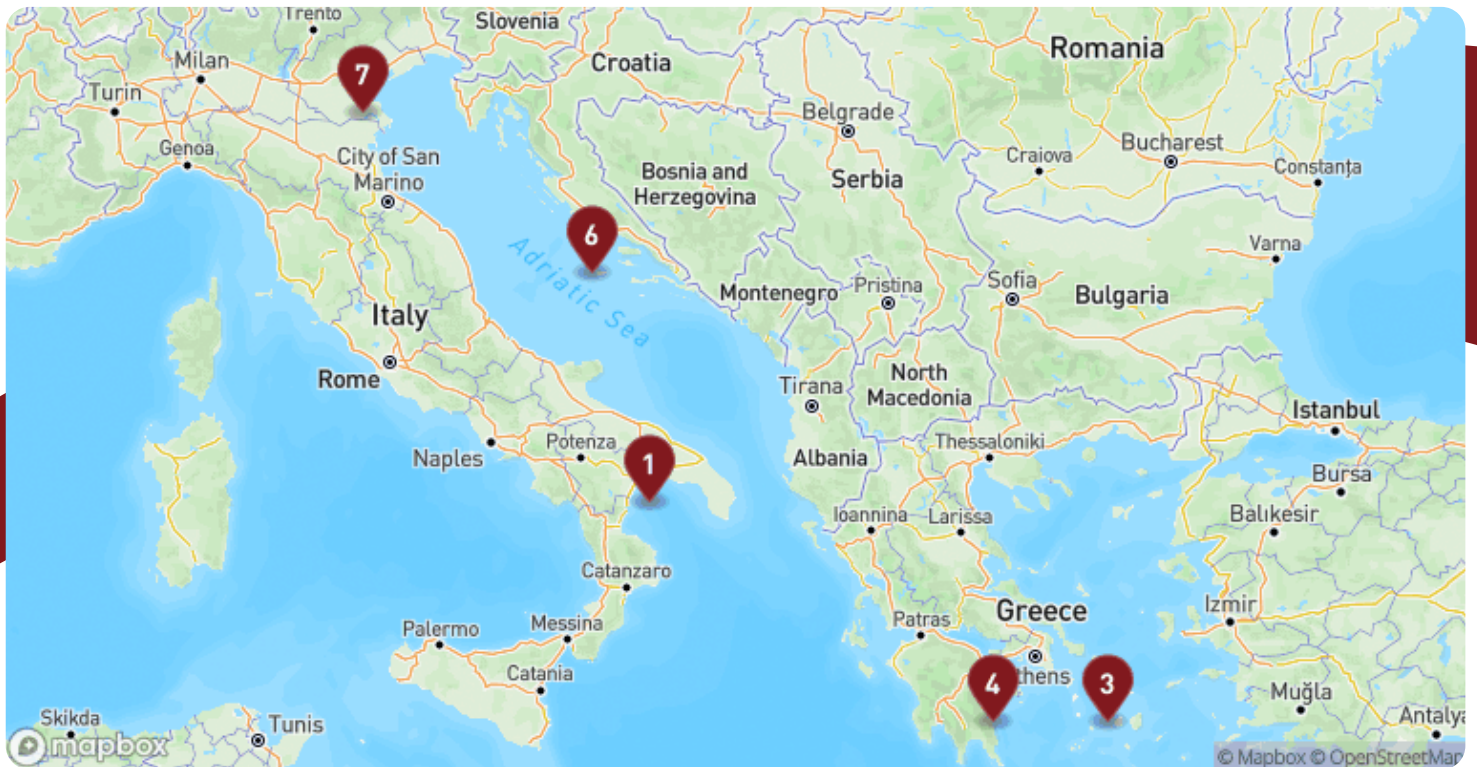 Trento
Slovenia
Romania
Milan
Croatia
7
Turin
Belgrade
Genoa
City of San
Marino
Craiova
Bucharest
Constanța
Bosnia and
Herzegovina
Serbia
6
Varna
Adriatic Sea
Montenegro
Pristina
Sofia
Bulgaria
Italy
Rome
Tirana
North
Macedonia
Istanbul
Naples
Potenza
1
Albania
Thessaloniki
Bursa
Ioannina
Larissa
Balıkesir
Catanzaro
Greece
Izmir
Palermo
Messina
Patras
Catania
4
thens
3
Muğla
Skikda
Tunis
Antalya
mapbox
© Mapbox © OpenStreetMap